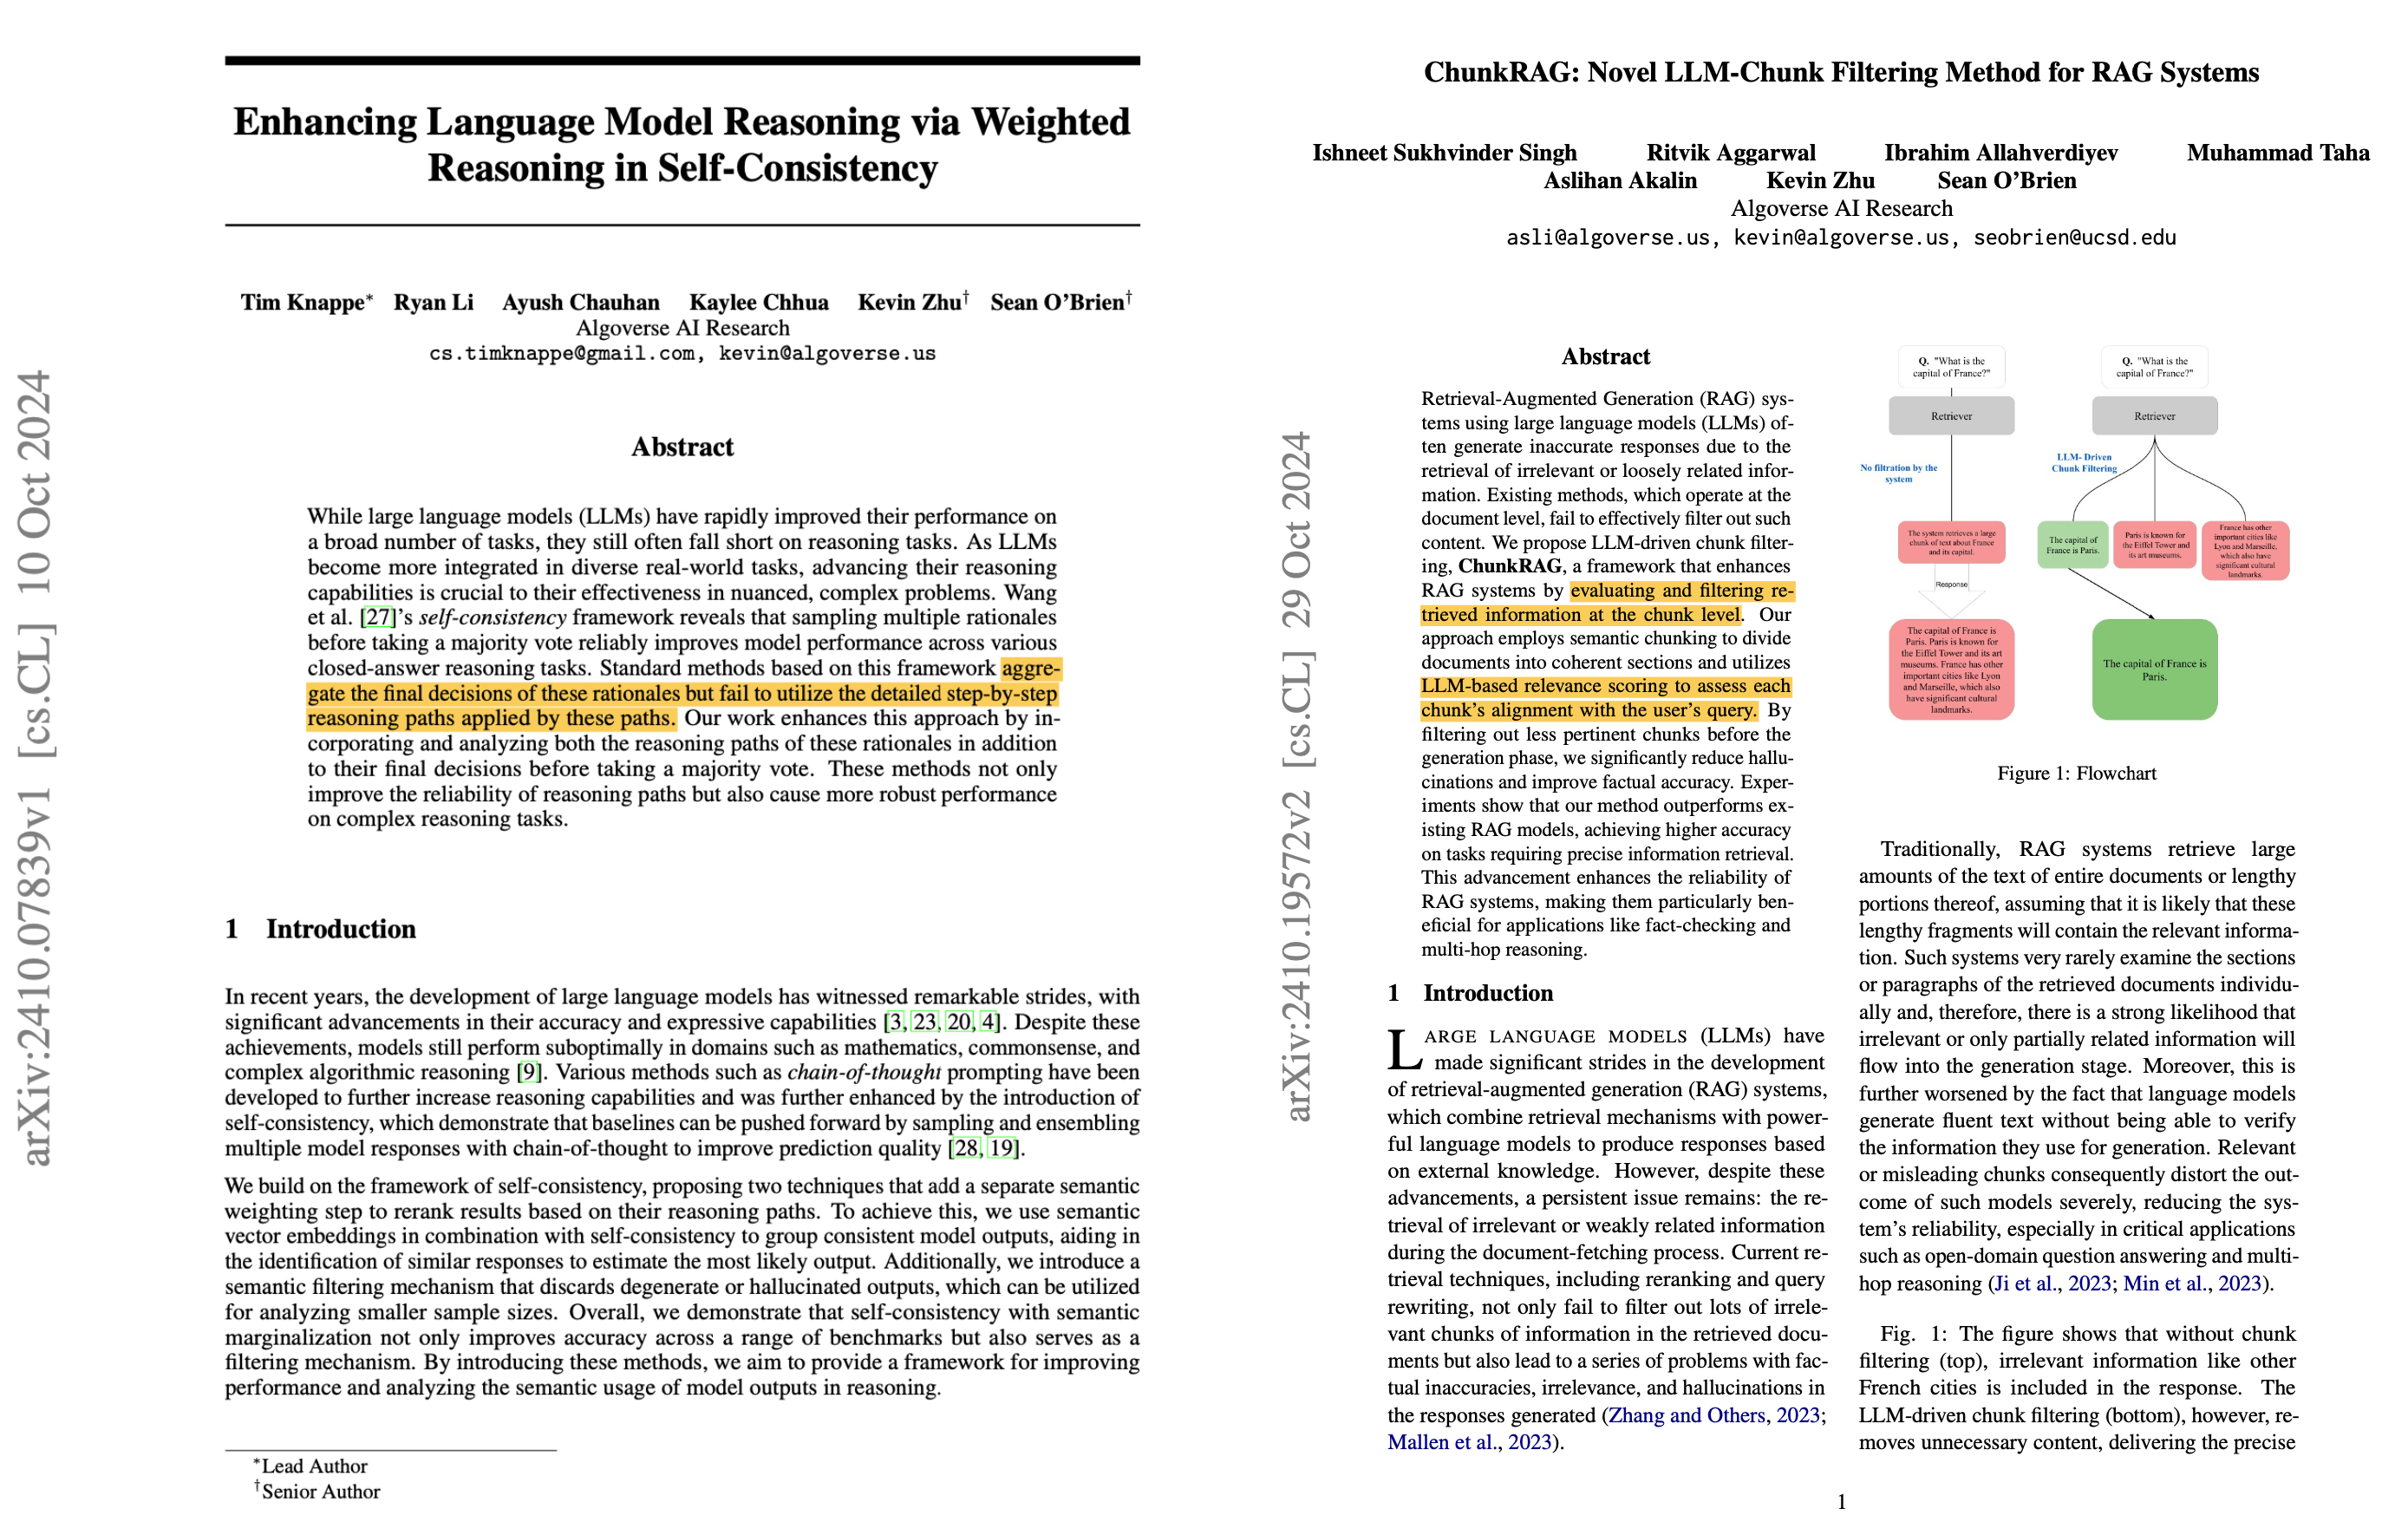 arXiv:2410.07839v1 [cs.CL] 10 Oct 2024
Enhancing Language Model Reasoning via Weighted
Reasoning in Self-Consistency
Tim Knappe* Ryan Li Ayush Chauhan Kaylee Chhua Kevin Zhu† Sean O'Brien†
Algoverse AI Research
cs.timknappe@gmail.com, kevin@algoverse.us
Abstract
While large language models (LLMs) have rapidly improved their performance on
a broad number of tasks, they still often fall short on reasoning tasks. As LLMs
become more integrated in diverse real-world tasks, advancing their reasoning
capabilities is crucial to their effectiveness in nuanced, complex problems. Wang
et al. [27]'s self-consistency framework reveals that sampling multiple rationales
before taking a majority vote reliably improves model performance across various
closed-answer reasoning tasks. Standard methods based on this framework aggre-
gate the final decisions of these rationales but fail to utilize the detailed step-by-step
reasoning paths applied by these paths. Our work enhances this approach by in-
corporating and analyzing both the reasoning paths of these rationales in addition
to their final decisions before taking a majority vote. These methods not only
improve the reliability of reasoning paths but also cause more robust performance
on complex reasoning tasks.
1 Introduction
In recent years, the development of large language models has witnessed remarkable strides, with
significant advancements in their accuracy and expressive capabilities [3, 23, 20, 4]. Despite these
achievements, models still perform suboptimally in domains such as mathematics, commonsense, and
complex algorithmic reasoning [9]. Various methods such as chain-of-thought prompting have been
developed to further increase reasoning capabilities and was further enhanced by the introduction of
self-consistency, which demonstrate that baselines can be pushed forward by sampling and ensembling
multiple model responses with chain-of-thought to improve prediction quality [28, 19].
We build on the framework of self-consistency, proposing two techniques that add a separate semantic
weighting step to rerank results based on their reasoning paths. To achieve this, we use semantic
vector embeddings in combination with self-consistency to group consistent model outputs, aiding in
the identification of similar responses to estimate the most likely output. Additionally, we introduce a
semantic filtering mechanism that discards degenerate or hallucinated outputs, which can be utilized
for analyzing smaller sample sizes. Overall, we demonstrate that self-consistency with semantic
marginalization not only improves accuracy across a range of benchmarks but also serves as a
filtering mechanism. By introducing these methods, we aim to provide a framework for improving
performance and analyzing the semantic usage of model outputs in reasoning.
*Lead Author
†Senior Author
arXiv:2410.19572v2 [cs.CL] 29 Oct 2024
ChunkRAG: Novel LLM-Chunk Filtering Method for RAG Systems
Ishneet Sukhvinder Singh Ritvik Aggarwal Ibrahim Allahverdiyev Muhammad Taha
Aslihan Akalin Kevin Zhu Sean O'Brien
Algoverse AI Research
asli@algoverse.us, kevin@algoverse.us, seobrien@ucsd.edu
Abstract
Retrieval-Augmented Generation (RAG) sys-
tems using large language models (LLMs) of-
ten generate inaccurate responses due to the
retrieval of irrelevant or loosely related infor-
mation. Existing methods, which operate at the
document level, fail to effectively filter out such
content. We propose LLM-driven chunk filter-
ing, ChunkRAG, a framework that enhances
RAG systems by evaluating and filtering re-
trieved information at the chunk level. Our
approach employs semantic chunking to divide
documents into coherent sections and utilizes
LLM-based relevance scoring to assess each
chunk's alignment with the user's query. By
filtering out less pertinent chunks before the
generation phase, we significantly reduce hallu-
cinations and improve factual accuracy. Exper-
iments show that our method outperforms ex-
isting RAG models, achieving higher accuracy
on tasks requiring precise information retrieval.
This advancement enhances the reliability of
RAG systems, making them particularly ben-
eficial for applications like fact-checking and
multi-hop reasoning.
1 Introduction
LARGE LANGUAGE MODELS (LLMs) have
made significant strides in the development
of retrieval-augmented generation (RAG) systems,
which combine retrieval mechanisms with power-
ful language models to produce responses based
on external knowledge. However, despite these
advancements, a persistent issue remains: the re-
trieval of irrelevant or weakly related information
during the document-fetching process. Current re-
trieval techniques, including reranking and query
rewriting, not only fail to filter out lots of irrele-
vant chunks of information in the retrieved docu-
ments but also lead to a series of problems with fac-
tual inaccuracies, irrelevance, and hallucinations in
the responses generated (Zhang and Others, 2023;
Mallen et al., 2023).
Q. "What is the
capital of France?"
Retriever
No filtration by the
system
The system retrieves a large
chunk of text about France
and its capital.
Response
The capital of France is
Paris. Paris is known for
the Eiffel Tower and its art
museums. France has other
important cities like Lyon
and Marseille, which also
have significant cultural
landmarks.
Q. "What is the
capital of France?"
Retriever
LLM- Driven
Chunk Filtering
The capital of
France is Paris.
Paris is known for
the Eiffel Tower and
its art museums.
France has other
important cities like
Lyon and Marseille,
which also have
significant cultural
landmarks.
The capital of France is
Paris.
Figure 1: Flowchart
Traditionally, RAG systems retrieve large
amounts of the text of entire documents or lengthy
portions thereof, assuming that it is likely that these
lengthy fragments will contain the relevant informa-
tion. Such systems very rarely examine the sections
or paragraphs of the retrieved documents individu-
ally and, therefore, there is a strong likelihood that
irrelevant or only partially related information will
flow into the generation stage. Moreover, this is
further worsened by the fact that language models
generate fluent text without being able to verify
the information they use for generation. Relevant
or misleading chunks consequently distort the out-
come of such models severely, reducing the sys-
tem's reliability, especially in critical applications
such as open-domain question answering and multi-
hop reasoning (Ji et al., 2023; Min et al., 2023).
Fig. 1: The figure shows that without chunk
filtering (top), irrelevant information like other
French cities is included in the response. The
LLM-driven chunk filtering (bottom), however, re-
moves unnecessary content, delivering the precise
1